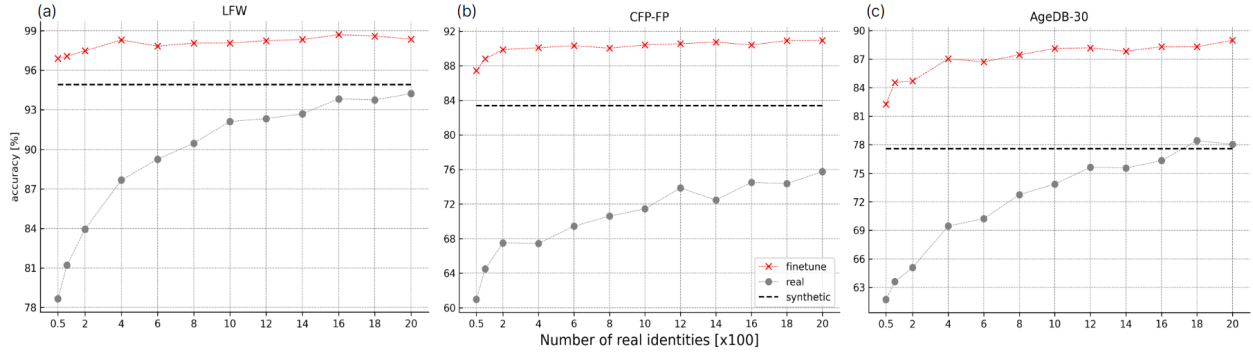 (a)
LFW
accuracy [%]
99
96
93
90
87
84
81
78
0.5 2 4 6 8 10 12 14 16 18 20
(b)
CFP-FP
92
88
84
80
76
72
68
64
60
0.5 2 4 6 8 10 12 14 16 18 20
finetune
real
synthetic
Number of real identities [x100]
(c)
AgeDB-30
90
87
84
81
78
75
72
69
66
63
0.5 2 4 6 8 10 12 14 16 18 20